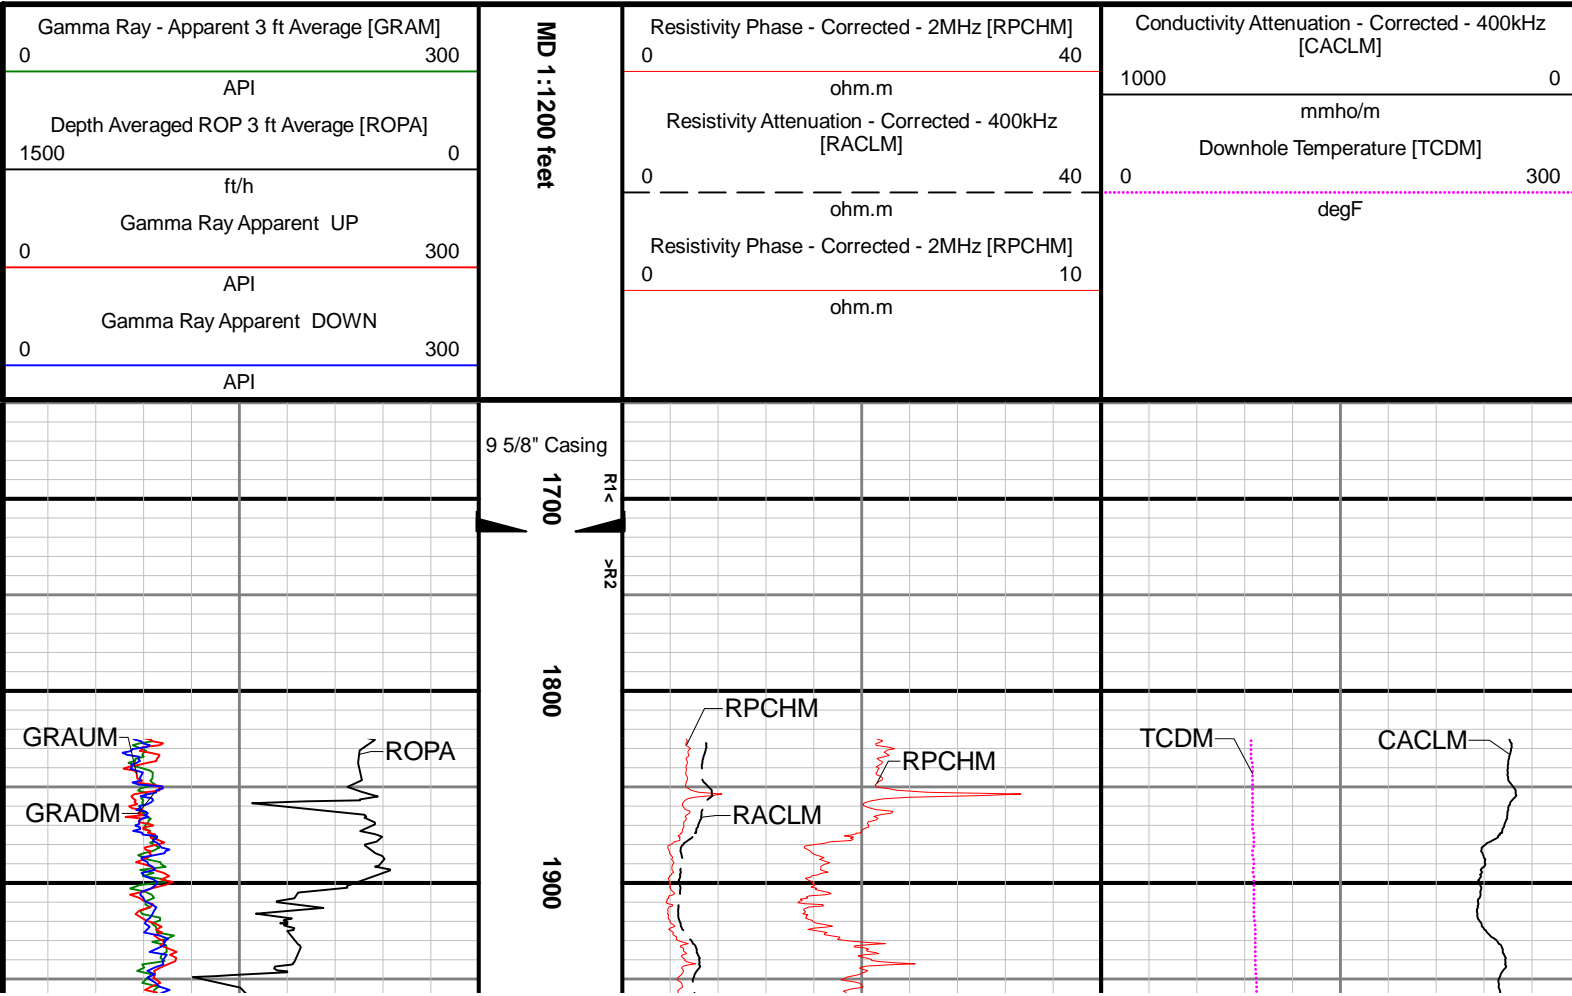 Gamma Ray - Apparent 3 ft Average [GRAM]
0 300
API
Depth Averaged ROP 3 ft Average [ROPA]
1500 0
ft/h
Gamma Ray Apparent UP
0 300
API
Gamma Ray Apparent DOWN
0 300
API
MD 1:1200 feet
Resistivity Phase - Corrected - 2MHz [RPCHM]
0 40
ohm.m
Resistivity Attenuation - Corrected - 400kHz
[RACLM]
0 40
ohm.m
Resistivity Phase - Corrected - 2MHz [RPCHM]
0 10
ohm.m
Conductivity Attenuation - Corrected - 400kHz
[CACLM]
1000 0
mmho/m
Downhole Temperature [TCDM]
0 300
degF
9 5/8" Casing
1700
R1<
>R2
1800
1900
GRAUM
GRADM
ROPA
RPCHM
RPCHM
RACLM
TCDM
CACLM